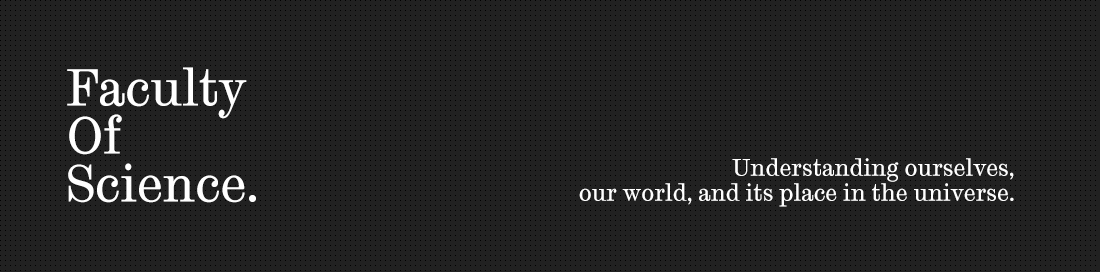 Faculty
Of
Science.
Understanding ourselves,
our world, and its place in the universe.